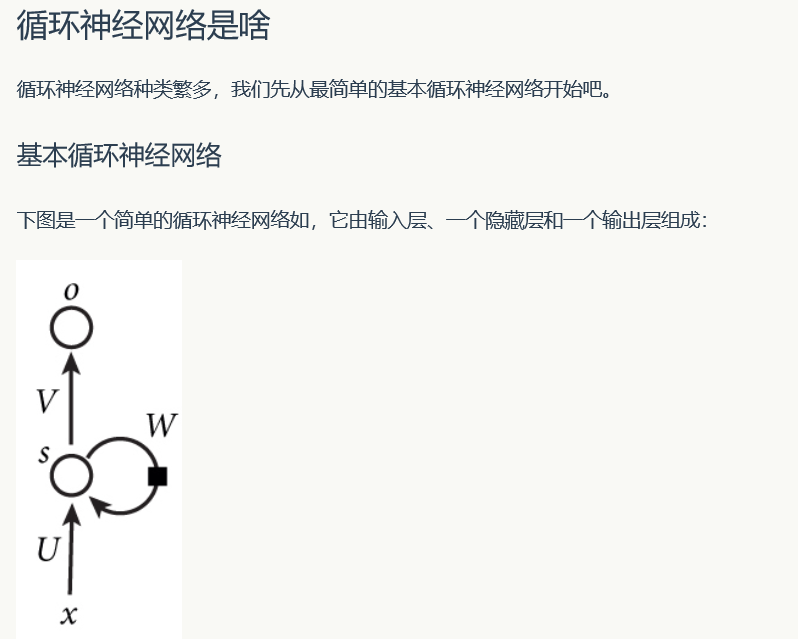 循环神经网络是啥
循环神经网络种类繁多，我们先从最简单的基本循环神经网络开始吧。
基本循环神经网络
下图是一个简单的循环神经网络如，它由输入层、一个隐藏层和一个输出层组成：
o
V
W
s
U
x